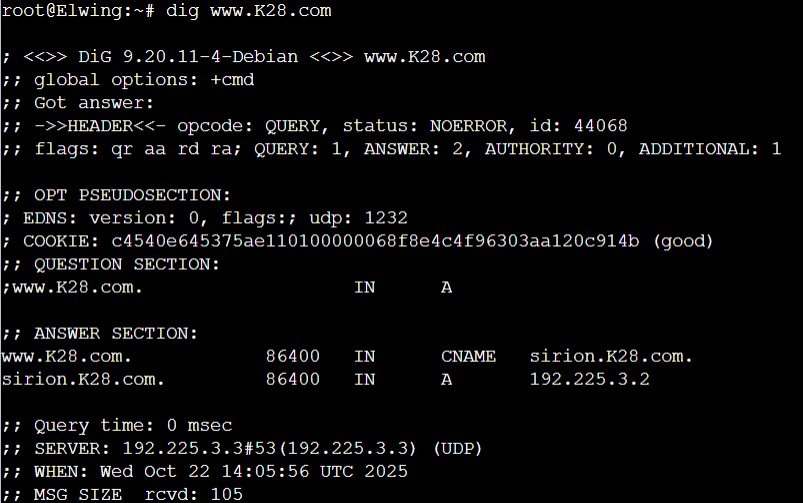 root@Elwing:~# dig www.K28.com
; <<>> DiG 9.20.11-4-Debian <<>> www.K28.com
;; global options: +cmd
;; Got answer:
;; ->>HEADER<<- opcode: QUERY, status: NOERROR, id: 44068
;; flags: qr aa rd ra; QUERY: 1, ANSWER: 2, AUTHORITY: 0, ADDITIONAL: 1
;; OPT PSEUDOSECTION:
; EDNS: version: 0, flags:; udp: 1232
; COOKIE: c4540e645375ae110100000068f8e4c4f96303aa120c914b (good)
;; QUESTION SECTION:
;www.K28.com. IN A
;; ANSWER SECTION:
www.K28.com. 86400 IN CNAME sirion.K28.com.
sirion.K28.com. 86400 IN A 192.225.3.2
;; Query time: 0 msec
;; SERVER: 192.225.3.3#53(192.225.3.3) (UDP)
;; WHEN: Wed Oct 22 14:05:56 UTC 2025
;; MSG SIZE rcvd: 105